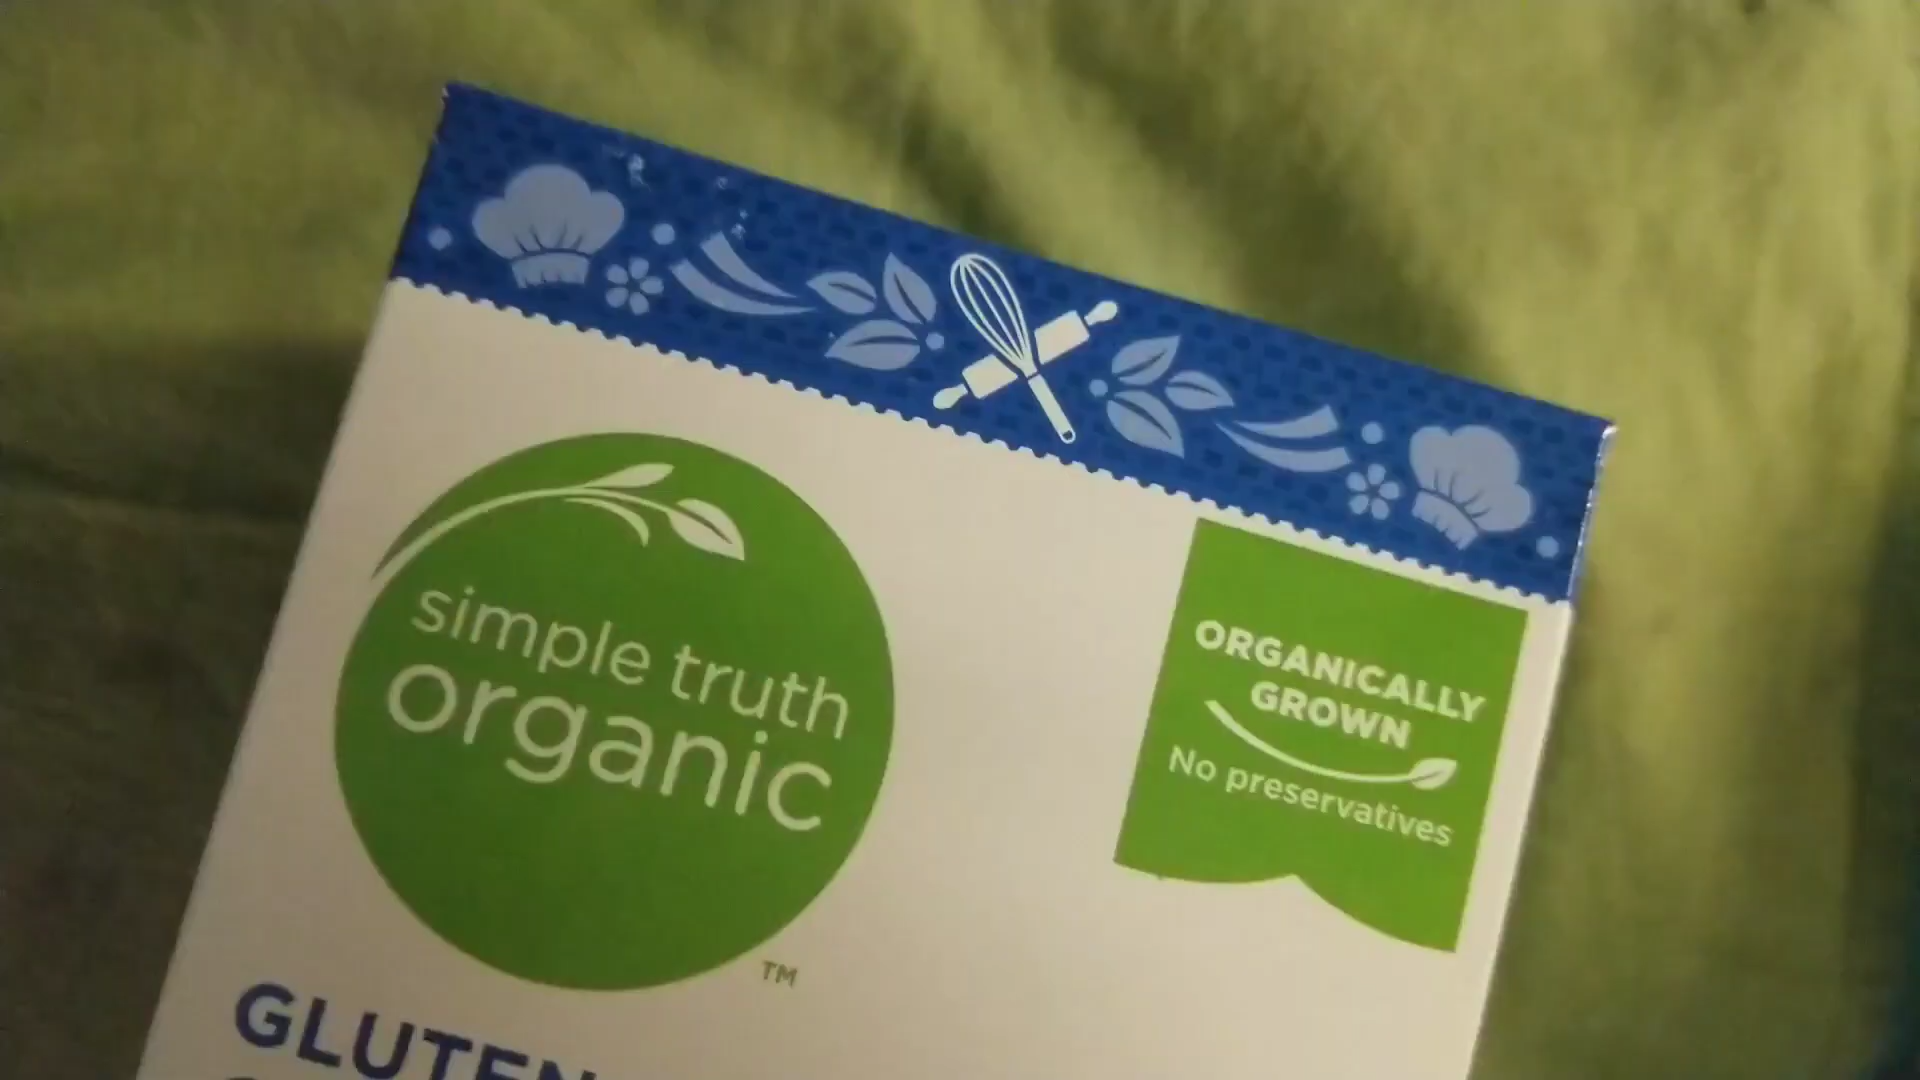 simple truth
organic
TM
ORGANICALLY
GROWN
No preservatives
GLUTEN